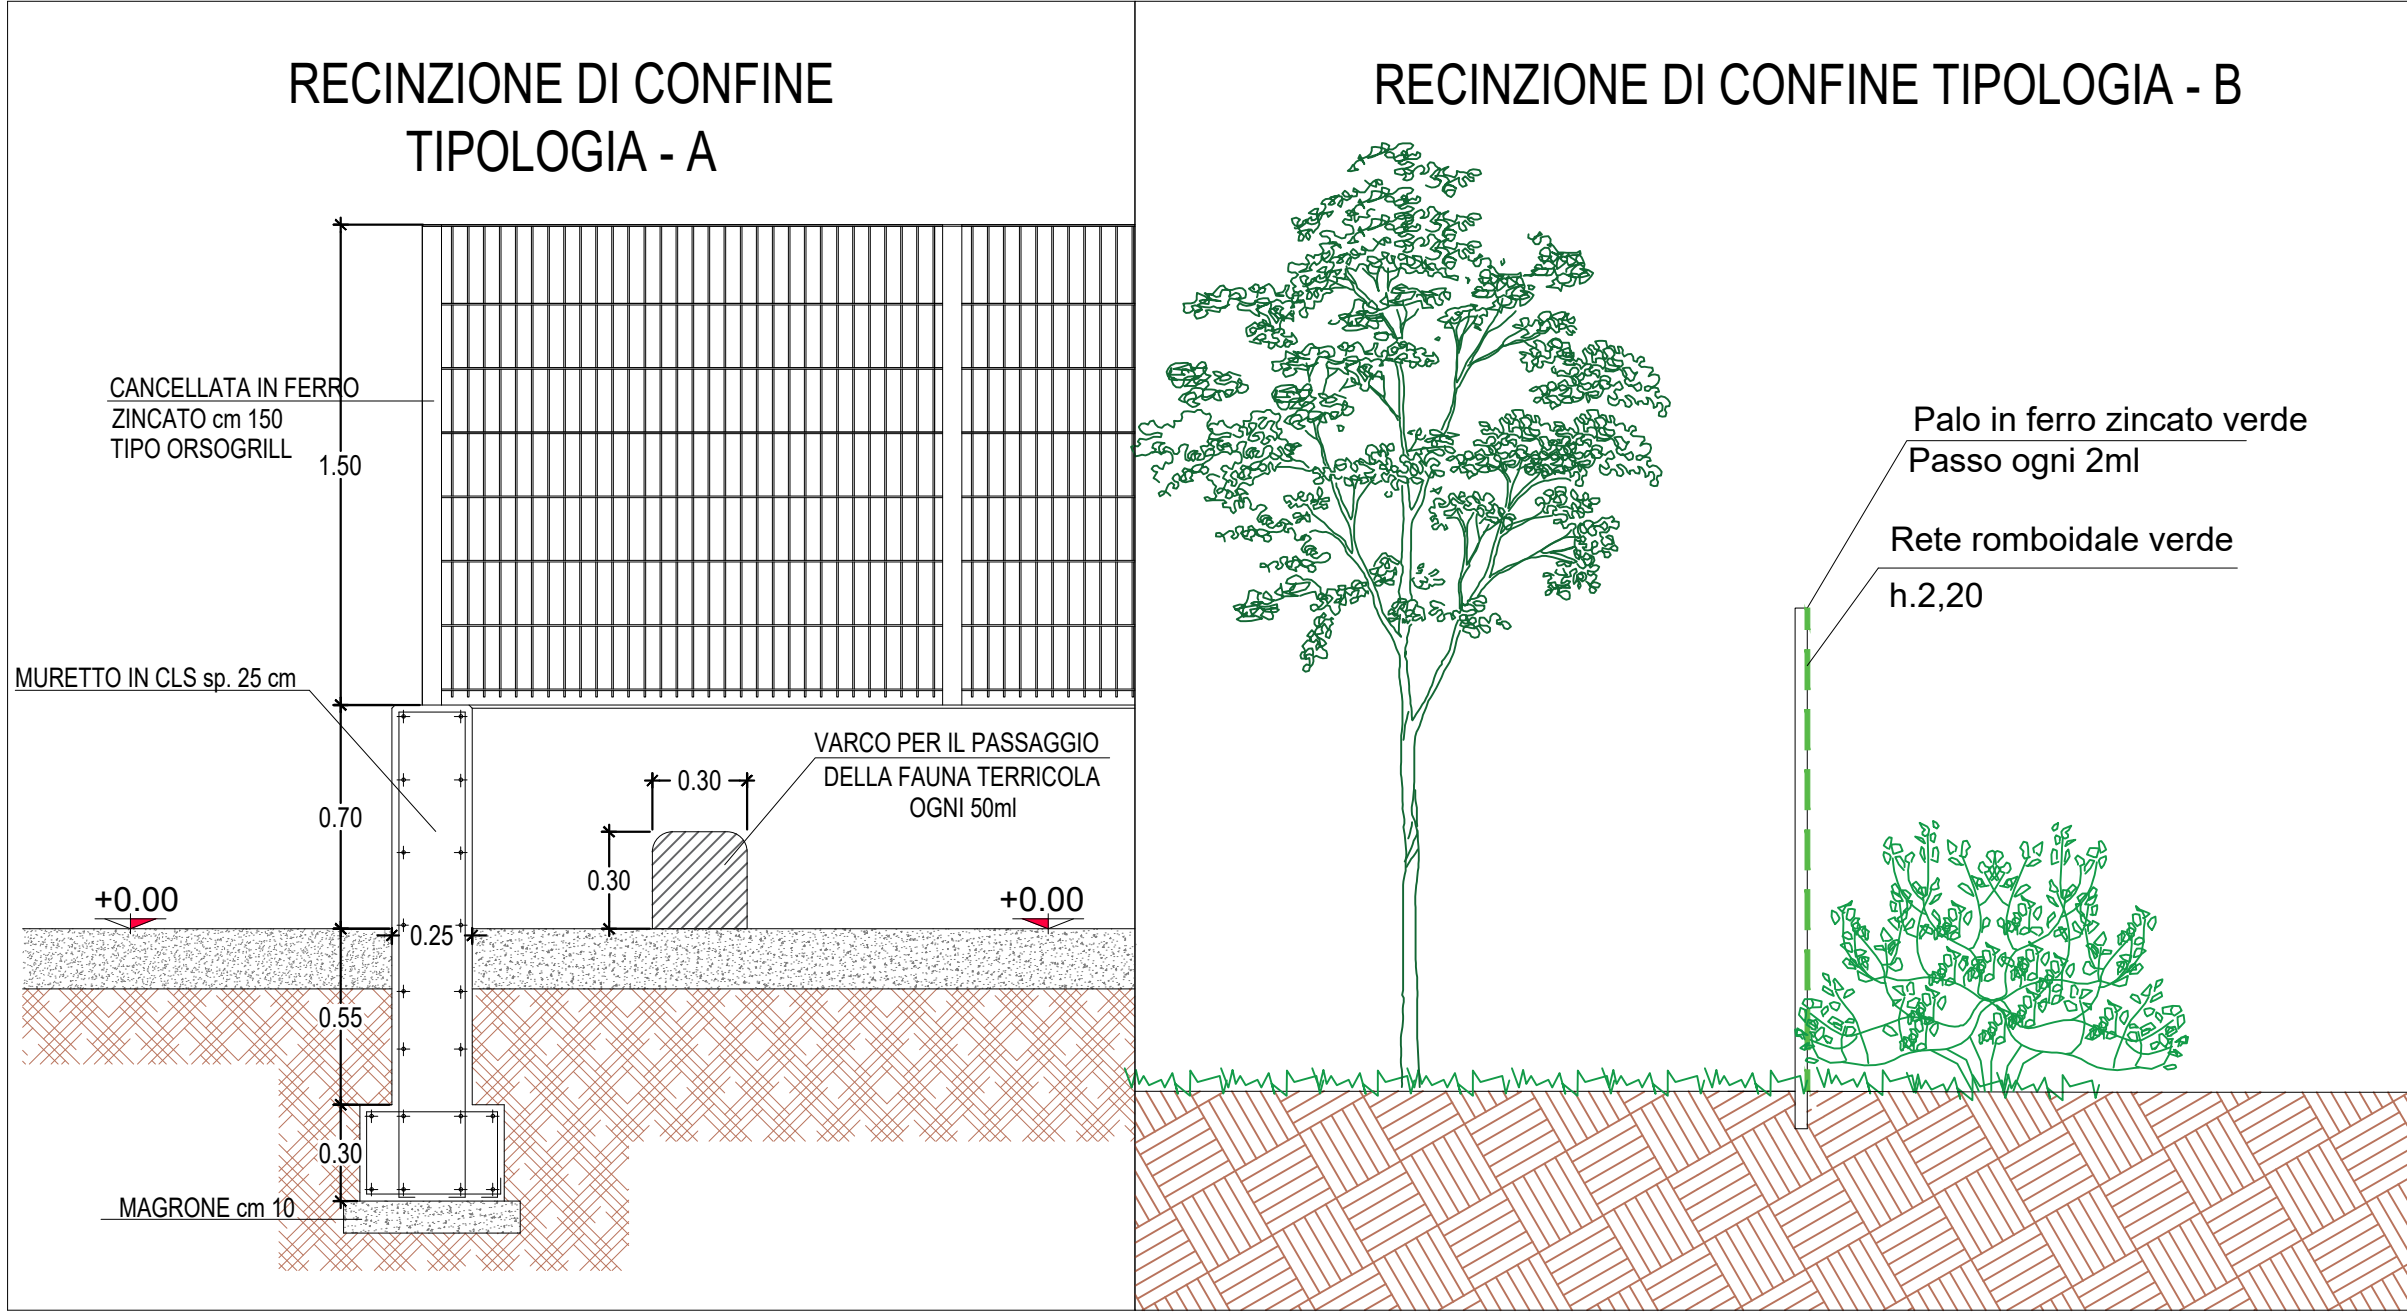 RECINZIONE DI CONFINE
TIPOLOGIA - A
CANCELLATA IN FERRO
ZINCATO cm 150
TIPO ORSOGRILL
1.50
MURETTO IN CLS sp. 25 cm
VARCO PER IL PASSAGGIO
DELLA FAUNA TERRICOLA
OGNI 50ml
0.30
0.70
0.30
+0.00
+0.00
0.25
0.55
0.30
MAGRONE cm 10
RECINZIONE DI CONFINE TIPOLOGIA - B
Palo in ferro zincato verde
Passo ogni 2ml
Rete romboidale verde
h.2,20